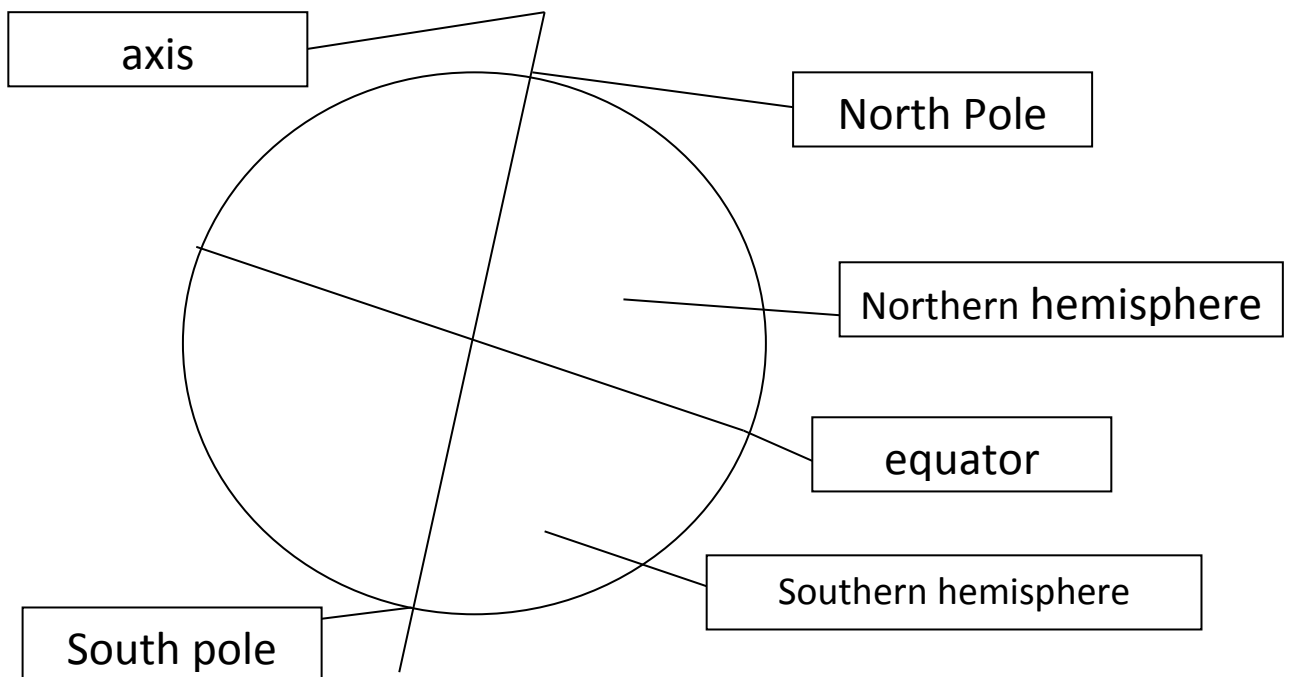 axis
North Pole
Northern hemisphere
equator
Southern hemisphere
South pole